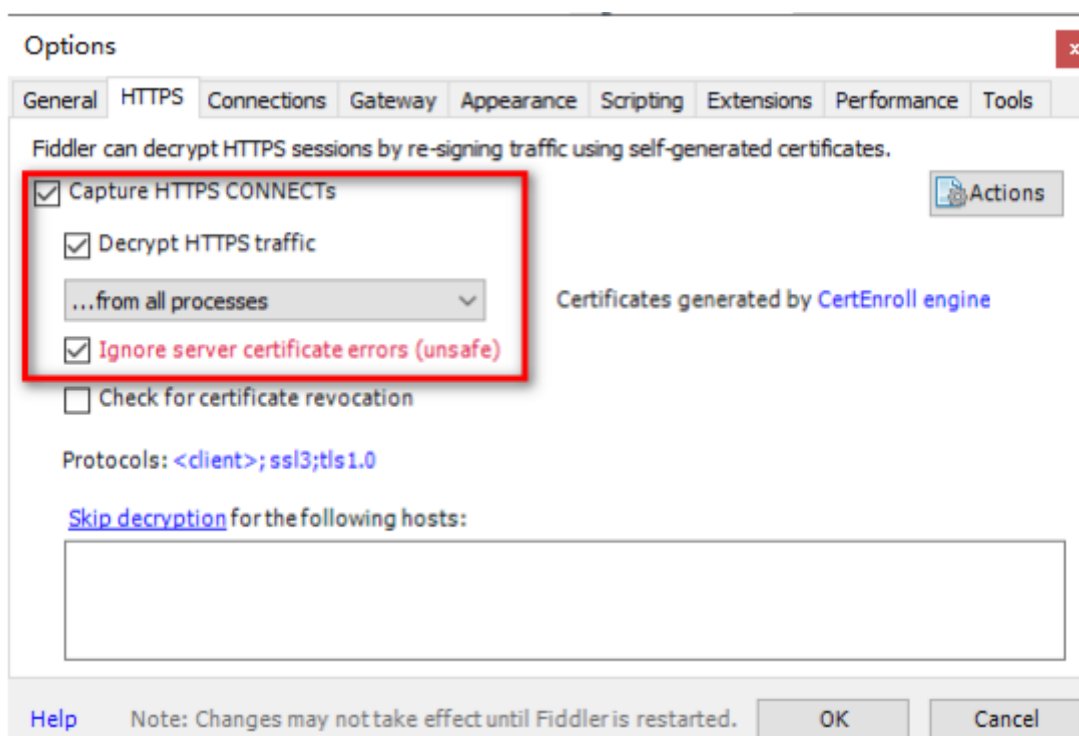 Options
x
General HTTPS Connections Gateway Appearance Scripting Extensions Performance Tools
Fiddler can decrypt HTTPS sessions by re-signing traffic using self-generated certificates.
Capture HTTPS CONNECTs
Actions
Decrypt HTTPS traffic
...from all processes
Certificates generated by CertEnroll engine
Ignore server certificate errors (unsafe)
Check for certificate revocation
Protocols: <client>;ssl3;tls1.0
Skip decryption for the following hosts:
Help Note: Changes may not take effect until Fiddler is restarted. OK Cancel